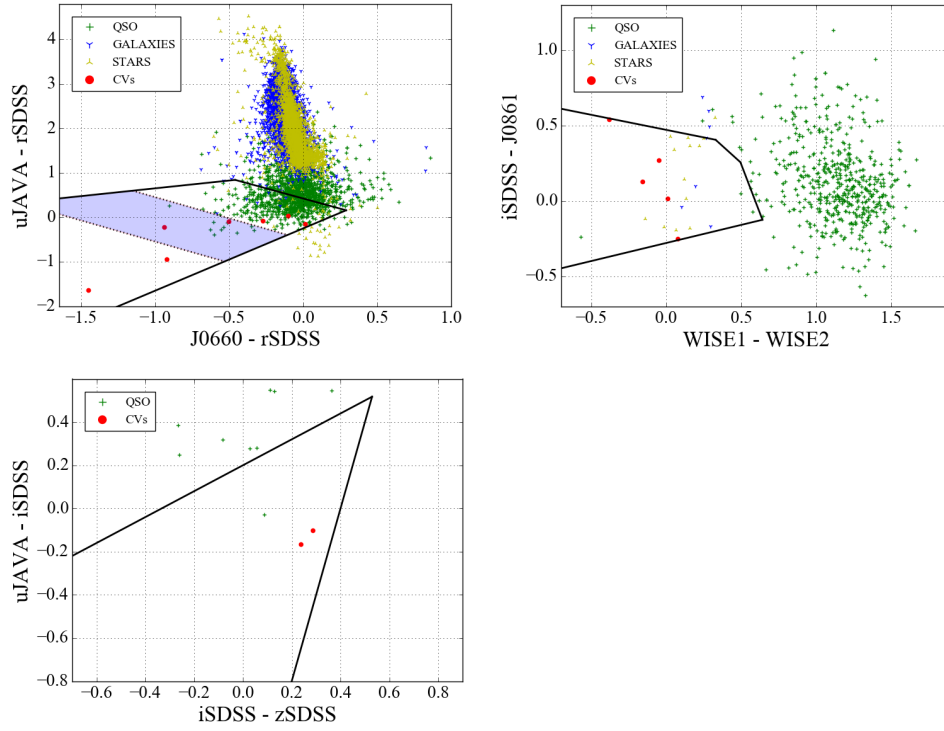 QSO
GALAXIES
STARS
CVs
uJAVA - rSDSS
4
3
2
1
0
−1
−2
−1.5 −1.0 −0.5 0.0 0.5 1.0
J0660 - rSDSS
QSO
GALAXIES
STARS
CVs
iSDSS - J0861
1.0
0.5
0.0
−0.5
−0.5 0.0 0.5 1.0 1.5
WISE1 - WISE2
QSO
CVs
uJAVA - iSDSS
0.4
0.2
0.0
−0.2
−0.4
−0.6
−0.8
−0.6 −0.4 −0.2 0.0 0.2 0.4 0.6 0.8
iSDSS - zSDSS